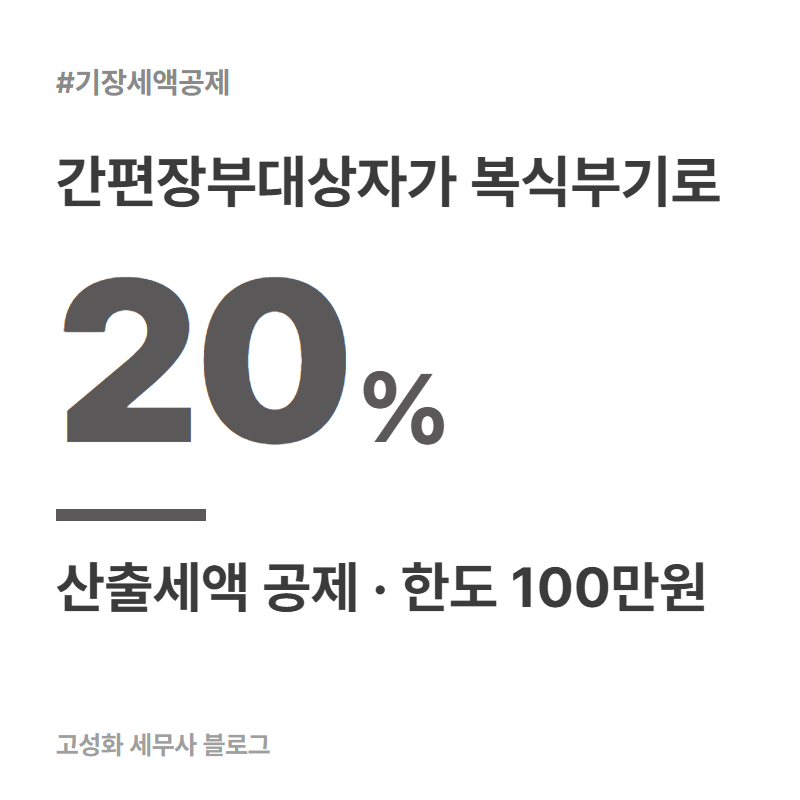 #기장세액공제
간편장부대상자가 복식부기로
20%
산출세액 공제 · 한도 100만원
고성화 세무사 블로그